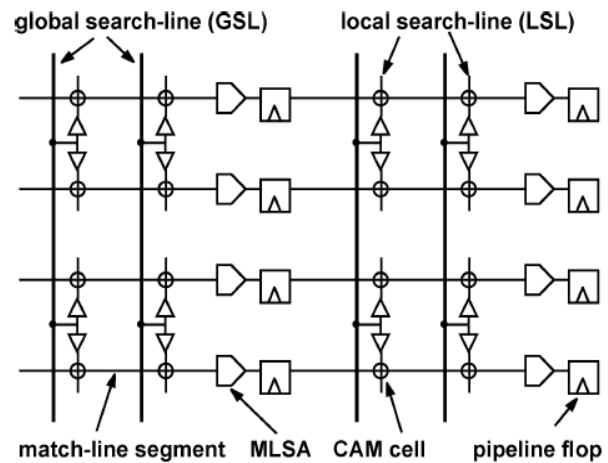 global search-line (GSL)
local search-line (LSL)
match-line segment
MLSA
CAM cell
pipeline flop